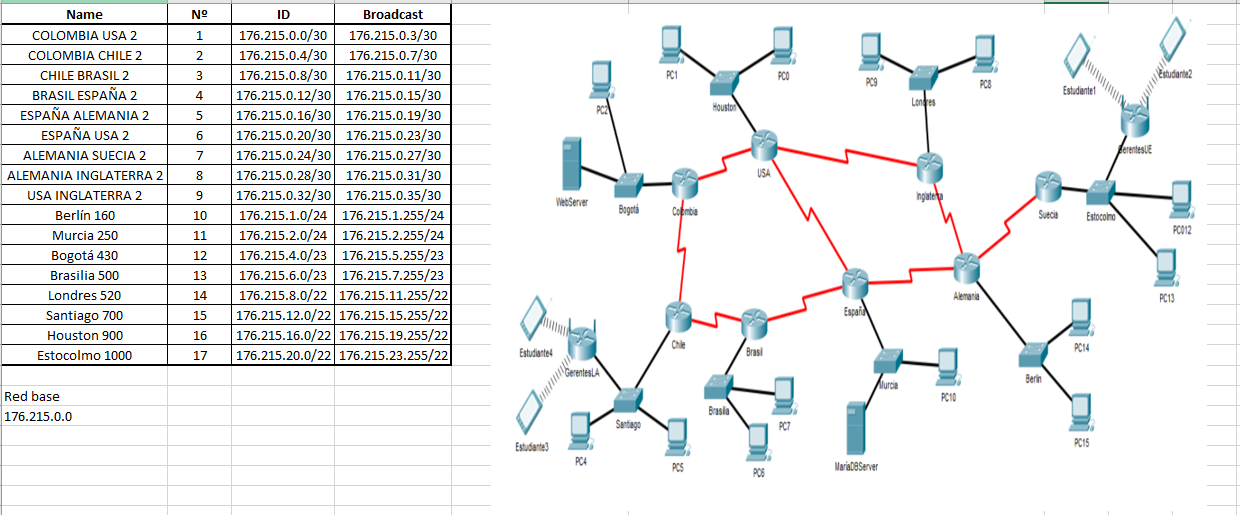 Name Nº ID Broadcast
COLOMBIA USA 2 1 176.215.0.0/30 176.215.0.3/30
COLOMBIA CHILE 2 2 176.215.0.4/30 176.215.0.7/30
CHILE BRASIL 2 3 176.215.0.8/30 176.215.0.11/30
BRASIL ESPAÑA 2 4 176.215.0.12/30 176.215.0.15/30
ESPAÑA ALEMANIA 2 5 176.215.0.16/30 176.215.0.19/30
ESPAÑA USA 2 6 176.215.0.20/30 176.215.0.23/30
ALEMANIA SUECIA 2 7 176.215.0.24/30 176.215.0.27/30
ALEMANIA INGLATERRA 2 8 176.215.0.28/30 176.215.0.31/30
USA INGLATERRA 2 9 176.215.0.32/30 176.215.0.35/30
Berlín 160 10 176.215.1.0/24 176.215.1.255/24
Murcia 250 11 176.215.2.0/24 176.215.2.255/24
Bogotá 430 12 176.215.4.0/23 176.215.5.255/23
Brasilia 500 13 176.215.6.0/23 176.215.7.255/23
Londres 520 14 176.215.8.0/22 176.215.11.255/22
Santiago 700 15 176.215.12.0/22 176.215.15.255/22
Houston 900 16 176.215.16.0/22 176.215.19.255/22
Estocolmo 1000 17 176.215.20.0/22 176.215.23.255/22
Red base
176.215.0.0
PC1
PC0
Houston
PC2
USA
WebServer
Bogotá
Colombia
PC9
PC8
Londres
Inglaterra
Estudiante1
Estudiante2
GerentesUE
Suecia
Estocolmo
PC012
PC13
Alemania
España
Chile
Brasil
Estudiante4
GerentesLA
Estudiante3
Santiago
PC4
PC5
Brasilia
PC7
PC6
Murcia
PC10
MariaDBServer
Berlin
PC14
PC15